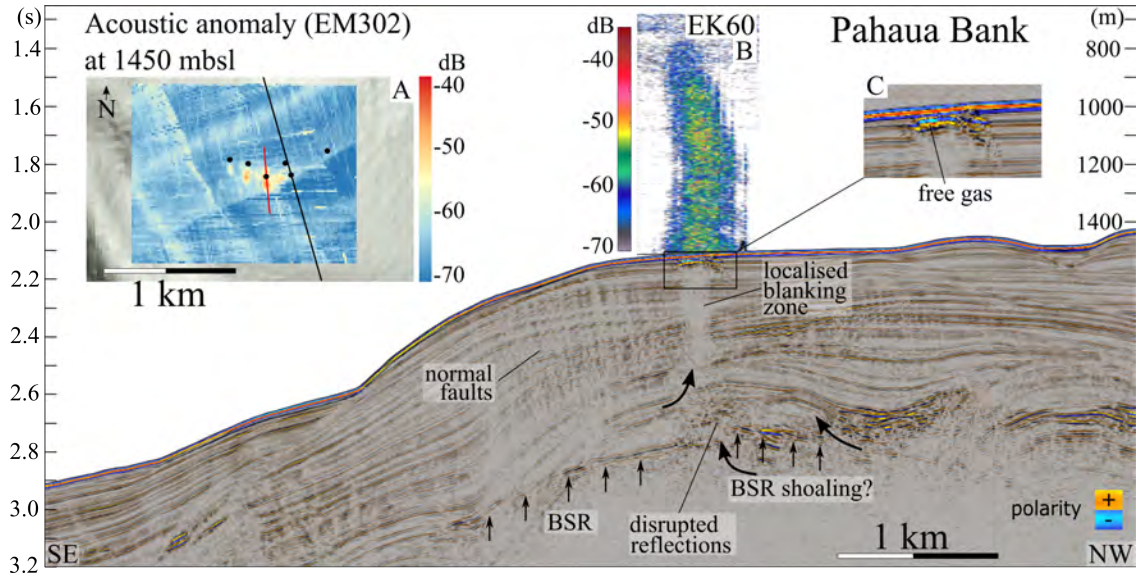 (s)
Acoustic anomaly (EM302)
at 1450 mbsl
dB
EK60
dB
Pahaua Bank
(m)
1.4
1.6
1.8
2.0
2.2
2.4
2.6
2.8
3.0
3.2
A
N
-40
-50
-60
-70
1 km
B
-40
-50
-60
-70
C
free gas
800
1000
1200
1400
localised
blanking
zone
normal
faults
BSR
BSR shoaling?
disrupted
reflections
polarity
+
-
1 km
SE
NW